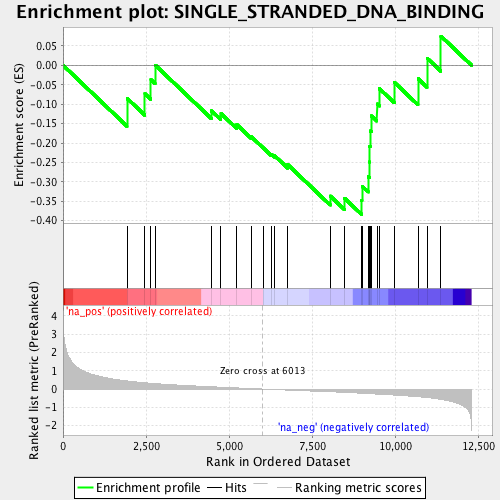 Enrichment plot: SINGLE_STRANDED_DNA_BINDING
Enrichment score (ES)
0.05
0.00
-0.05
-0.10
-0.15
-0.20
-0.25
-0.30
-0.35
-0.40
'na_pos' (positively correlated)
Ranked list metric (PreRanked)
4
3
2
1
0
-1
-2
Zero cross at 6013
'na_neg' (negatively correlated)
0
2,500
5,000
7,500
10,000
12,500
Rank in Ordered Dataset
Enrichment profile
Hits
Ranking metric scores